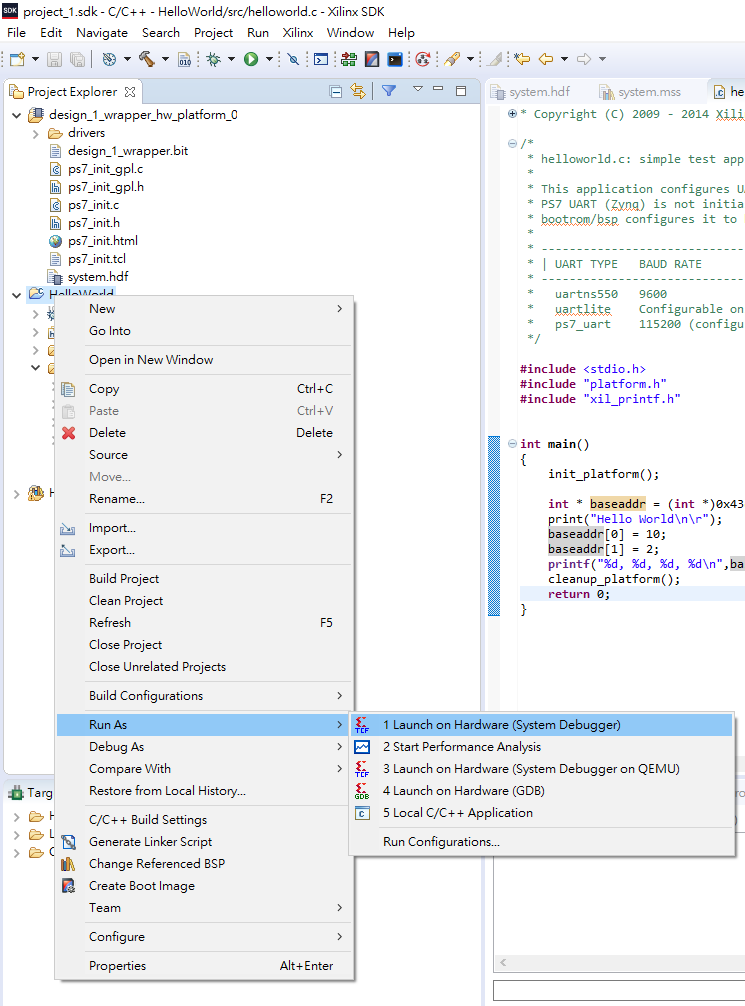 project_1.sdk - C/C++ - HelloWorld/src/helloworld.c - Xilinx SDK
File Edit Navigate Search Project Run Xilinx Window Help
Project Explorer
design_1_wrapper_hw_platform_0
drivers
design_1_wrapper.bit
ps7_init_gpl.c
ps7_init_gpl.h
ps7_init.c
ps7_init.h
ps7_init.html
ps7_init.tcl
system.hdf
HelloWorld
New
Go Into
Open in New Window
Copy Ctrl+C
Paste Ctrl+V
Delete Delete
Source
Move...
Rename... F2
Import...
Export...
Build Project
Clean Project
Refresh F5
Close Project
Close Unrelated Projects
Build Configurations
Run As
Debug As
Compare With
Restore from Local History...
C/C++ Build Settings
Generate Linker Script
Change Referenced BSP
Create Boot Image
Team
Configure
Properties Alt+Enter
1 Launch on Hardware (System Debugger)
2 Start Performance Analysis
3 Launch on Hardware (System Debugger on QEMU)
4 Launch on Hardware (GDB)
5 Local C/C++ Application
Run Configurations...
Targ
system.hdf system.mss he
* Copyright (C) 2009 - 2014 Xili
/*
* helloworld.c: simple test app
*
* This application configures UA
* PS7 UART (Zynq) is not initia
* bootrom/bsp configures it to
*
* ------------------------------
* | UART TYPE BAUD RATE
* ------------------------------
* uartns550 9600
* uartlite Configurable on
* ps7_uart 115200 (configu
*/
#include <stdio.h>
#include "platform.h"
#include "xil_printf.h"
int main()
{
init_platform();
int * baseaddr = (int *)0x43
print("Hello World\n\r");
baseaddr[0] = 10;
baseaddr[1] = 2;
printf("%d, %d, %d, %d\n",ba
cleanup_platform();
return 0;
}